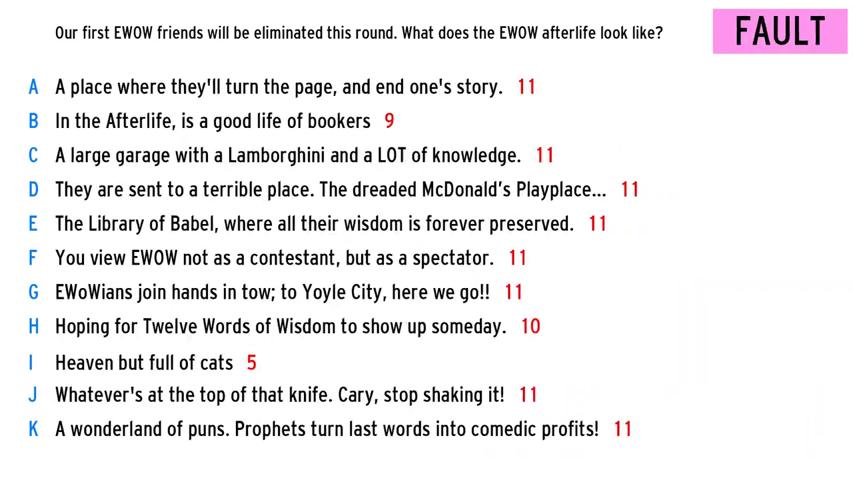 Our first EWOW friends will be eliminated this round. What does the EWOW afterlife look like?
FAULT
A A place where they'll turn the page, and end one's story. 11
B In the Afterlife, is a good life of bookers 9
C A large garage with a Lamborghini and a LOT of knowledge. 11
D They are sent to a terrible place. The dreaded McDonald's Playplace... 11
E The Library of Babel, where all their wisdom is forever preserved. 11
F You view EWOW not as a contestant, but as a spectator. 11
G EWoWians join hands in tow; to Yoyle City, here we go!! 11
H Hoping for Twelve Words of Wisdom to show up someday. 10
I Heaven but full of cats 5
J Whatever's at the top of that knife. Cary, stop shaking it! 11
K A wonderland of puns. Prophets turn last words into comedic profits! 11